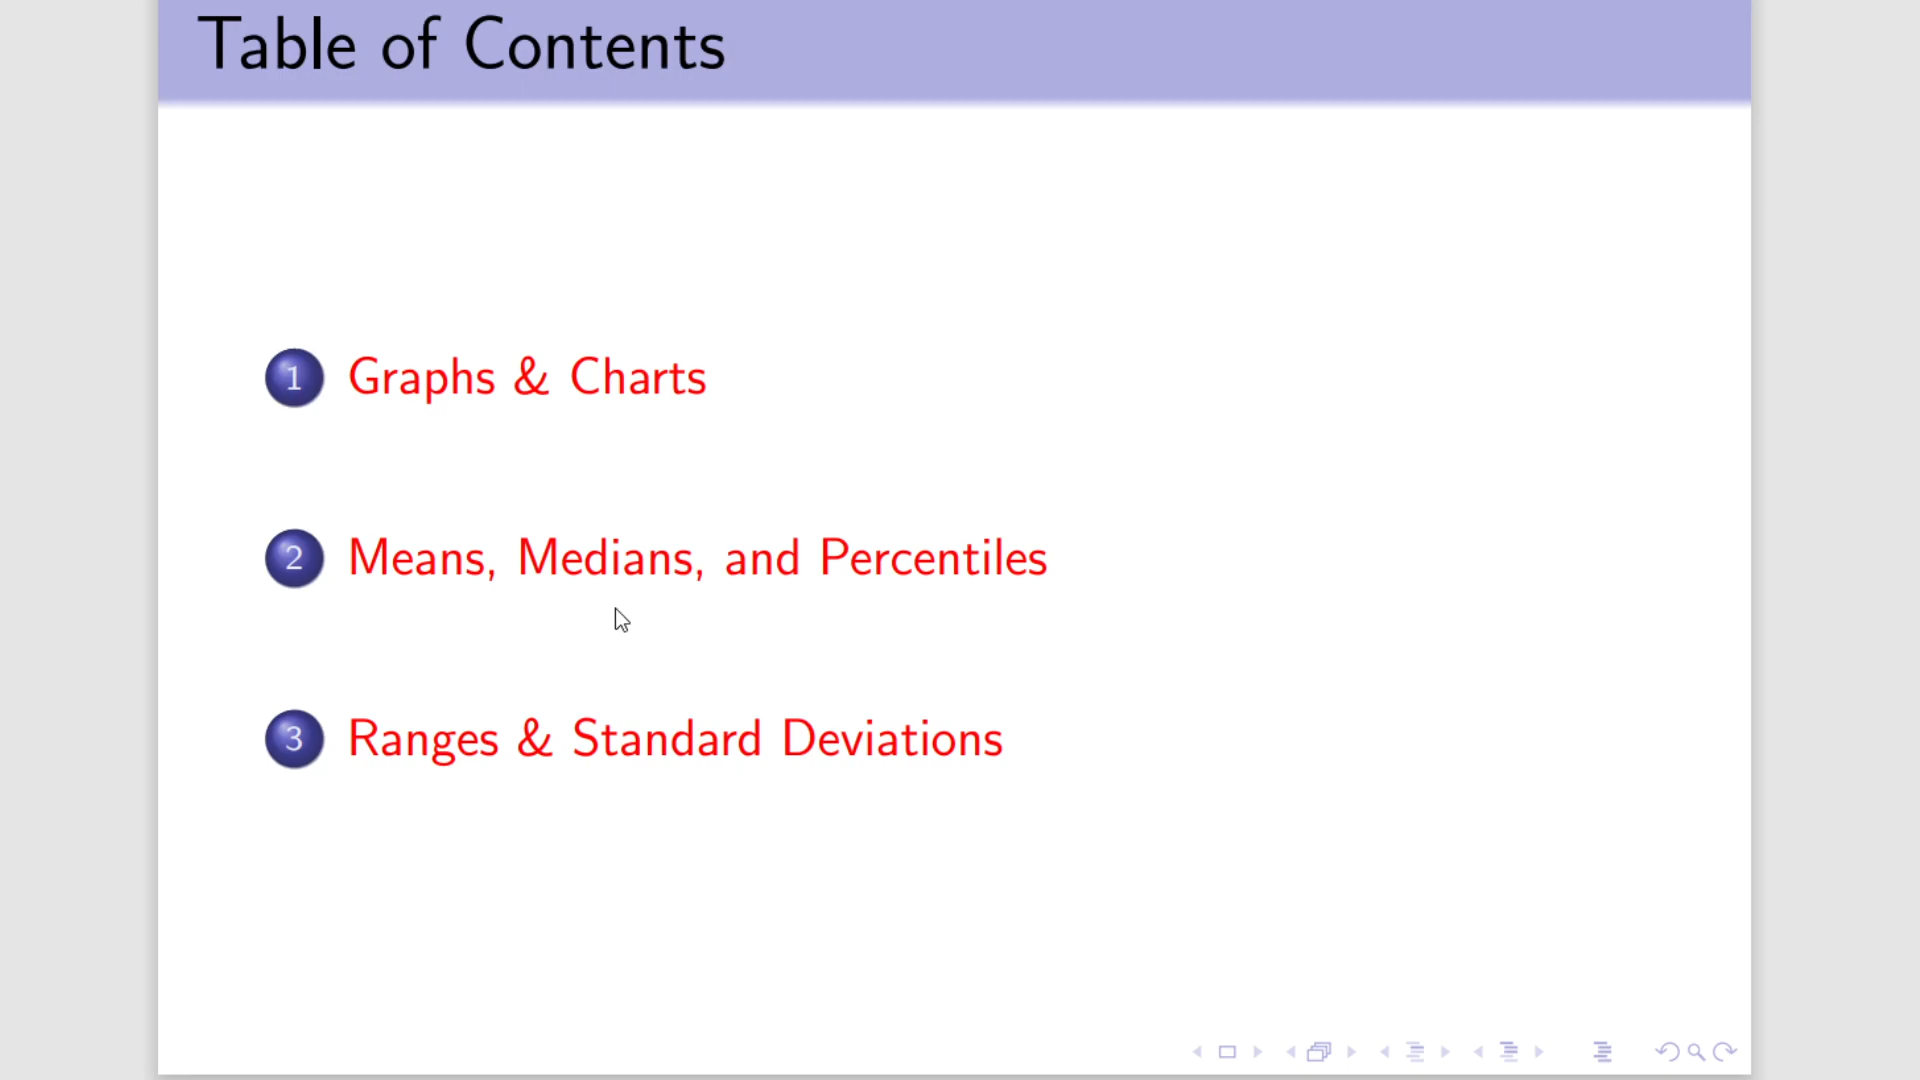 Table of Contents
1 Graphs & Charts
2 Means, Medians, and Percentiles
3 Ranges & Standard Deviations